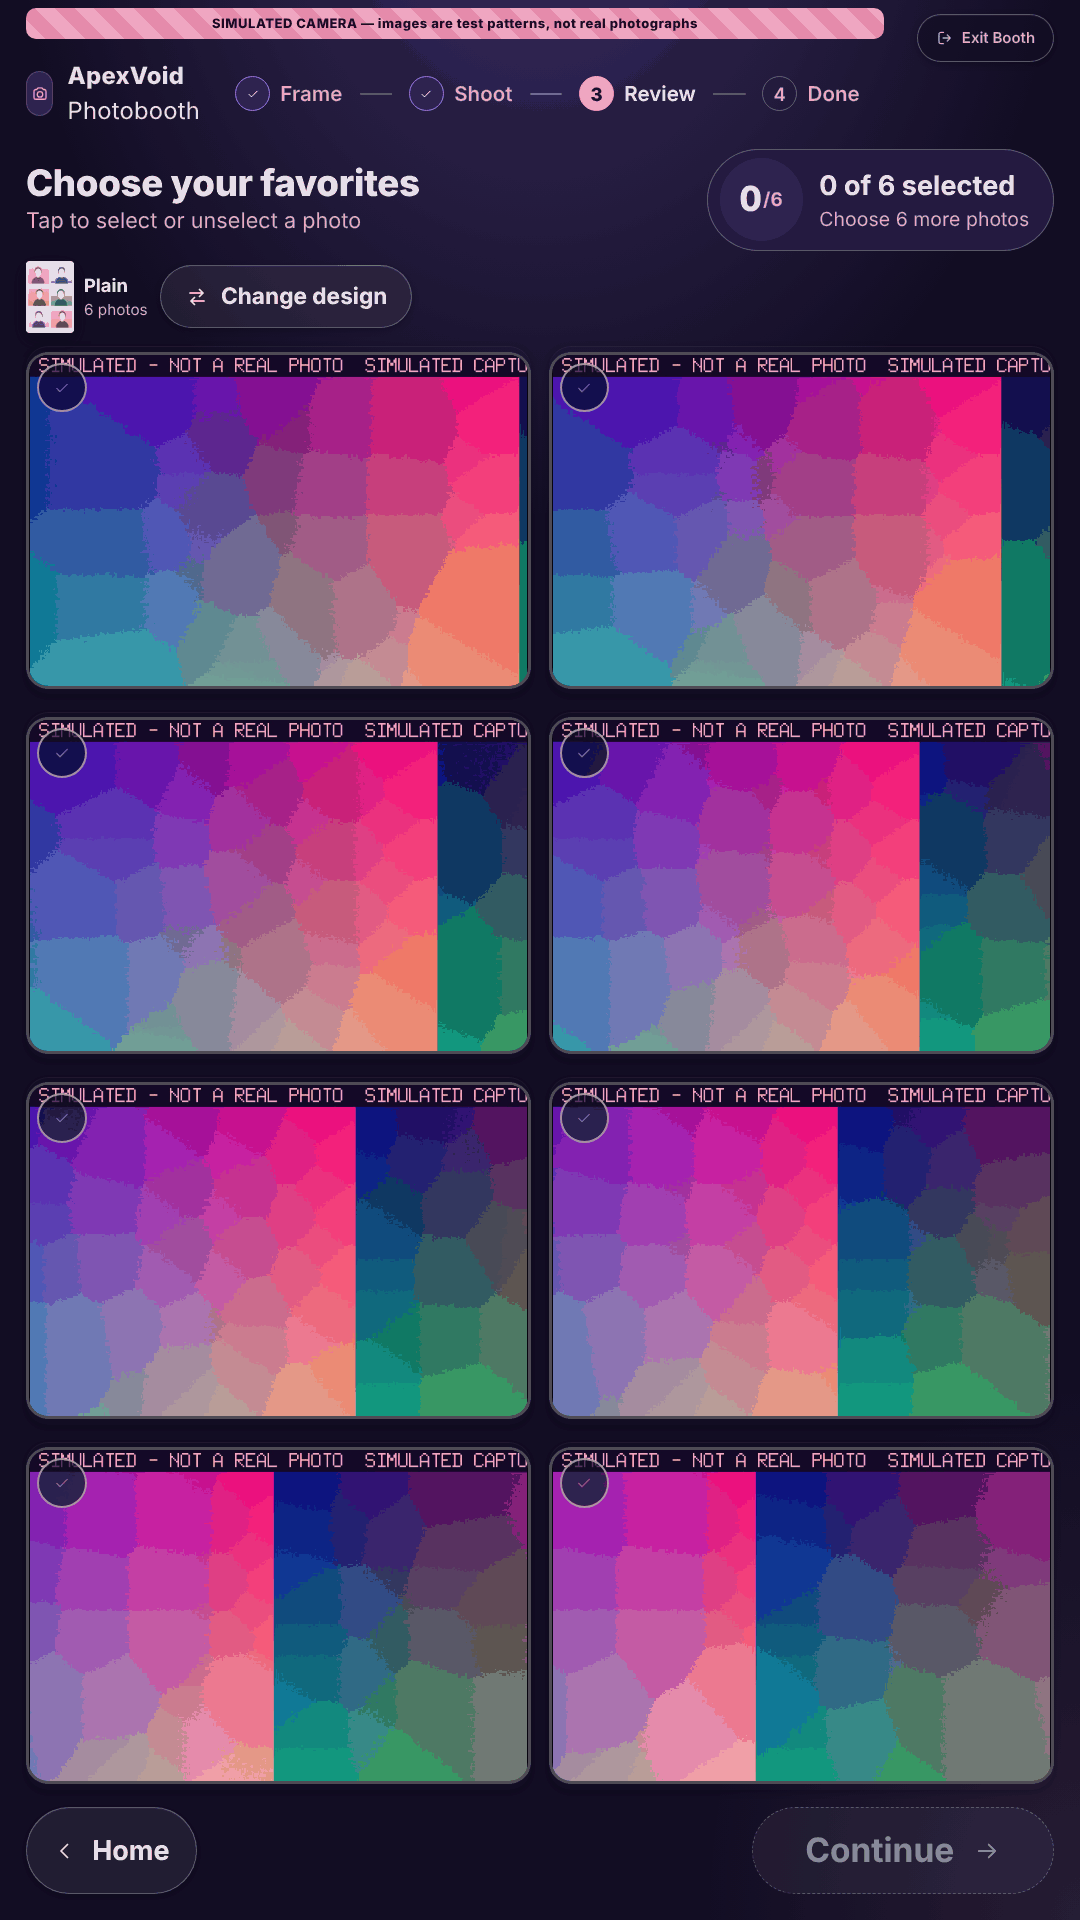 SIMULATED CAMERA — images are test patterns, not real photographs
Exit Booth
ApexVoid
Photobooth
Frame
Shoot
3 Review
4 Done
Choose your favorites
Tap to select or unselect a photo
0/6
0 of 6 selected
Choose 6 more photos
Plain
6 photos
Change design
SIMULATED - NOT A REAL PHOTO SIMULATED CAPTU
SIMULATED - NOT A REAL PHOTO SIMULATED CAPTU
SIMULATED - NOT A REAL PHOTO SIMULATED CAPTU
SIMULATED - NOT A REAL PHOTO SIMULATED CAPTU
SIMULATED - NOT A REAL PHOTO SIMULATED CAPTU
SIMULATED - NOT A REAL PHOTO SIMULATED CAPTU
SIMULATED - NOT A REAL PHOTO SIMULATED CAPTU
SIMULATED - NOT A REAL PHOTO SIMULATED CAPTU
Home
Continue